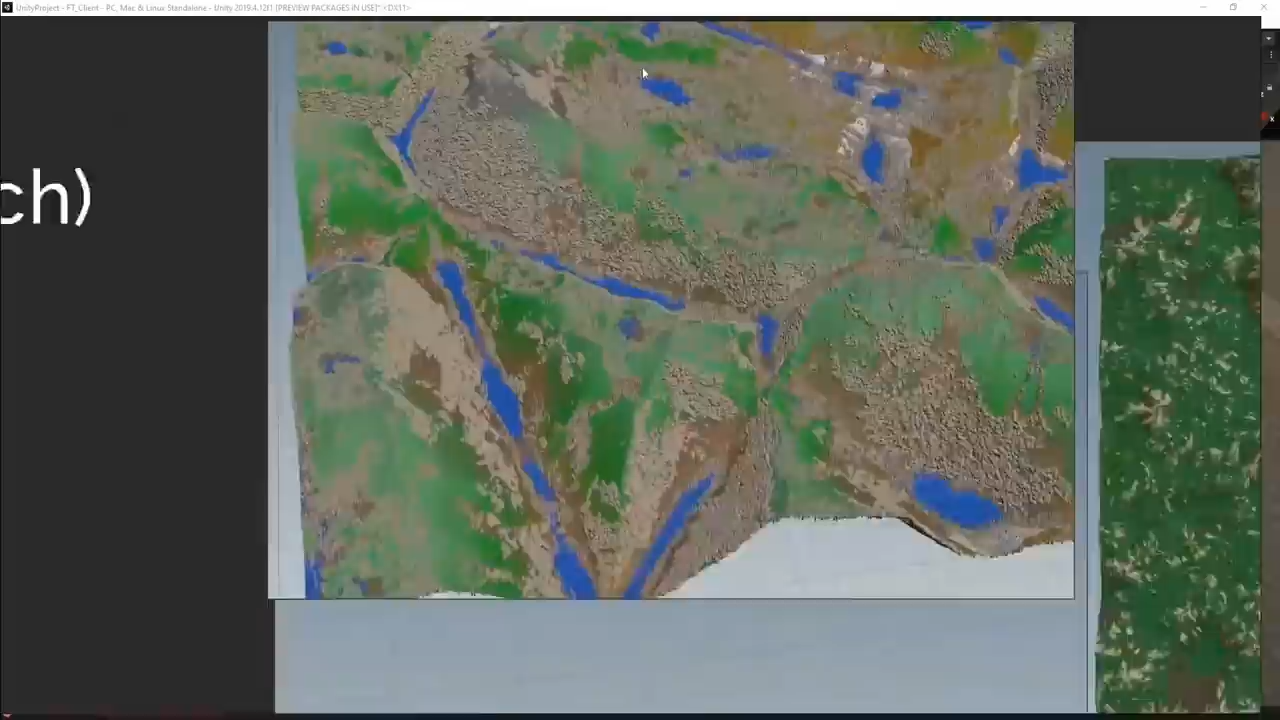 UnityProject - FT_Client - PC, Mac & Linux Standalone - Unity 2019.4.12f1 [PREVIEW PACKAGES IN USE]* <DX11>
ch)